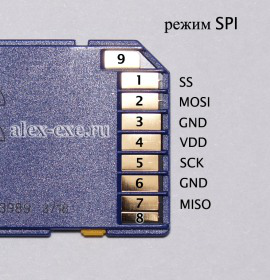 режим SPI
9
1 SS
2 MOSI
3 GND
4 VDD
alex-exe.ru
5 SCK
6 GND
7 MISO
8